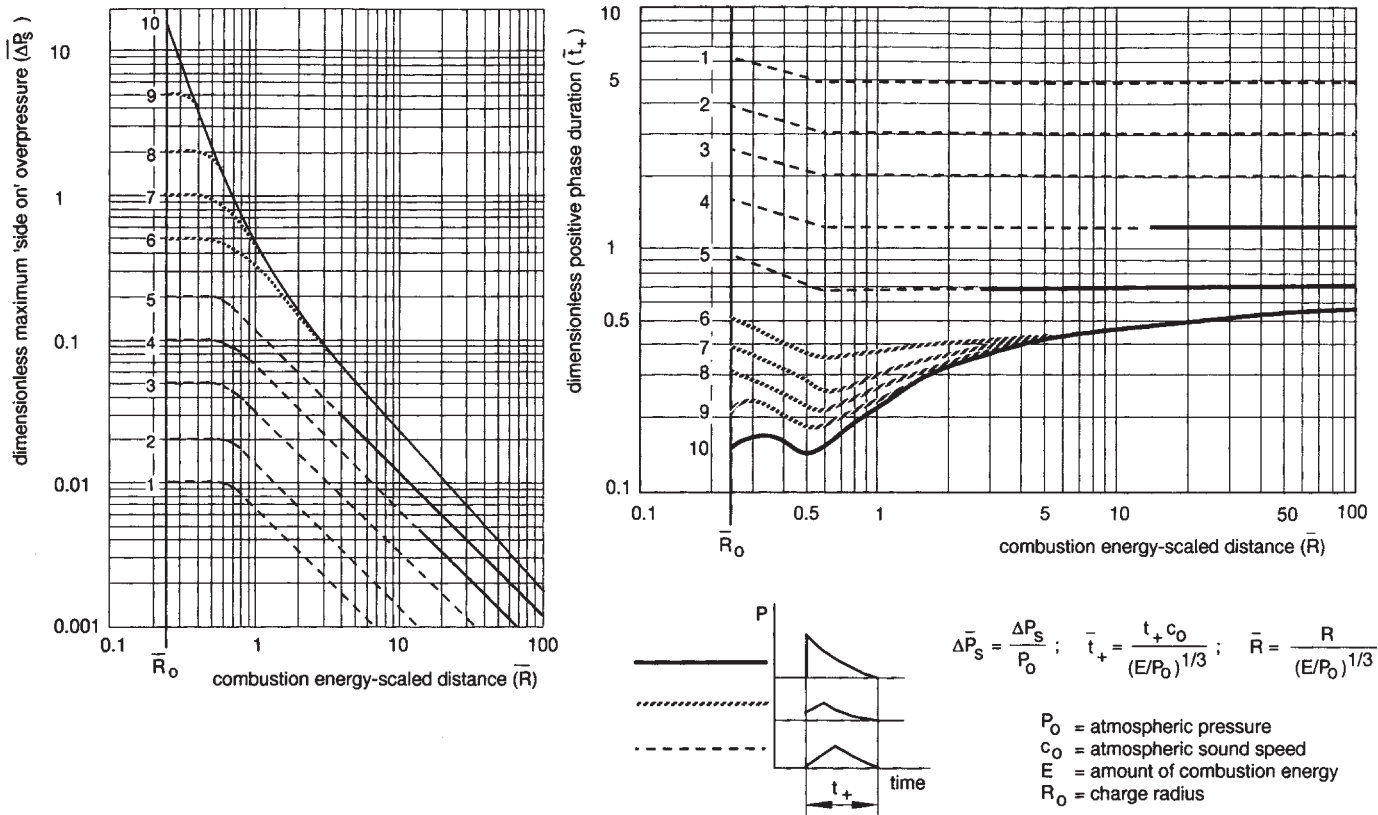 dimensionless maximum 'side on' overpressure (ΔP̄s)
10
1
0.1
0.01
0.001
10
9
8
7
6
5
4
3
2
1
0.1
R̄o
1
10
100
combustion energy-scaled distance (R̄)
dimensionless positive phase duration (t̄+)
10
5
1
0.5
0.1
1
2
3
4
5
6
7
8
9
10
0.1
R̄o
0.5
1
5
10
50
100
combustion energy-scaled distance (R̄)
P
time
t+
ΔP̄s = ΔPs / Po ; t̄+ = t+ co / (E/Po)1/3 ; R̄ = R / (E/Po)1/3
Po = atmospheric pressure
co = atmospheric sound speed
E = amount of combustion energy
Ro = charge radius